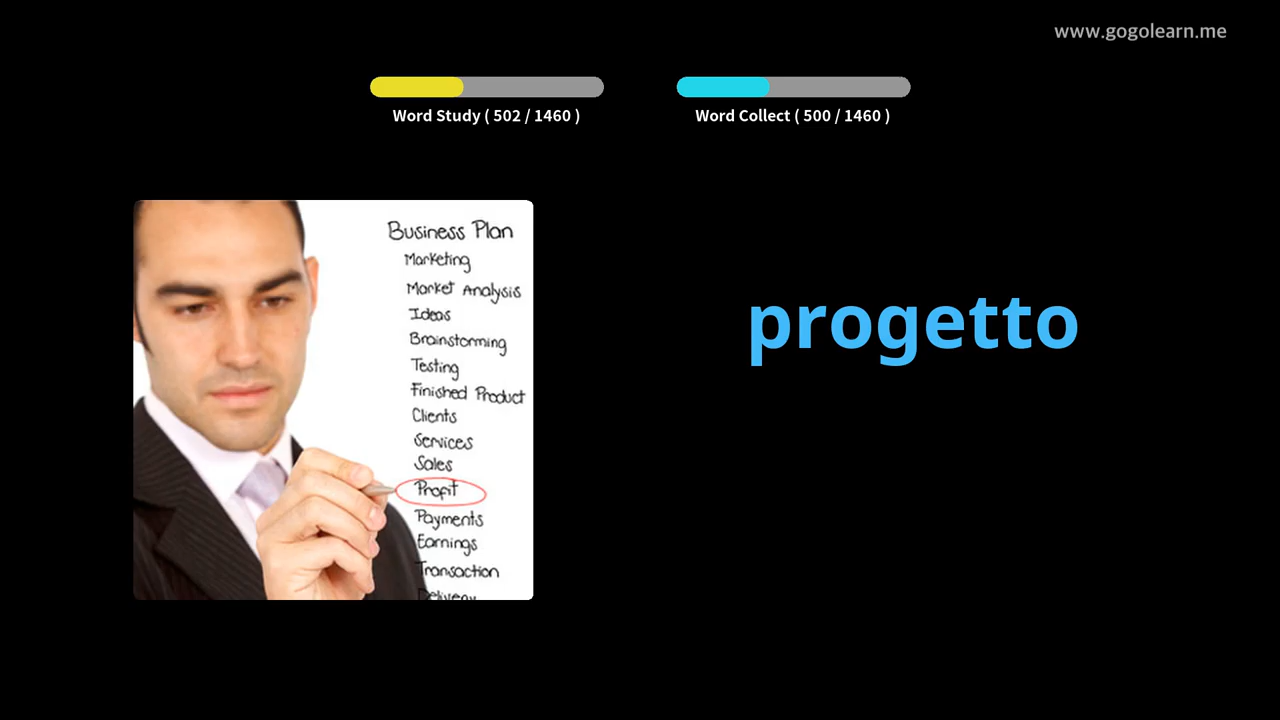 www.gogolearn.me
Word Study ( 502 / 1460 )
Word Collect ( 500 / 1460 )
Business Plan
Marketing
Market Analysis
Ideas
Brainstorming
Testing
Finished Product
Clients
Services
Sales
Profit
Payments
Earnings
Transaction
Delivery
progetto